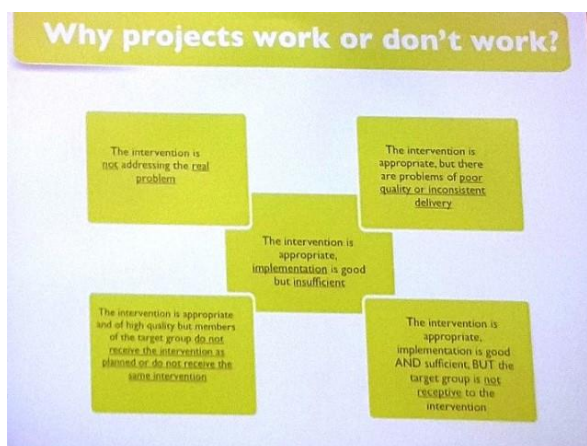 Why projects work or don't work?
The intervention is
not addressing the real
problem
The intervention is
appropriate, but there
are problems of poor
quality or inconsistent
delivery
The intervention is
appropriate,
implementation is good
but insufficient
The intervention is appropriate
and of high quality but members
of the target group do not
receive the intervention as
planned or do not receive the
same intervention
The intervention is
appropriate,
implementation is good
AND sufficient, BUT the
target group is not
receptive to the
intervention